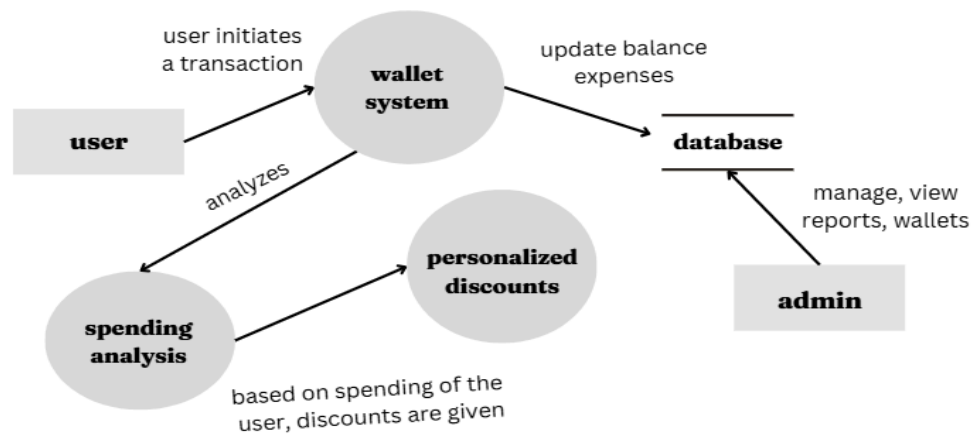 user initiates
a transaction
wallet
system
update balance
expenses
user
database
analyzes
manage, view
reports, wallets
personalized
discounts
admin
spending
analysis
based on spending of the
user, discounts are given